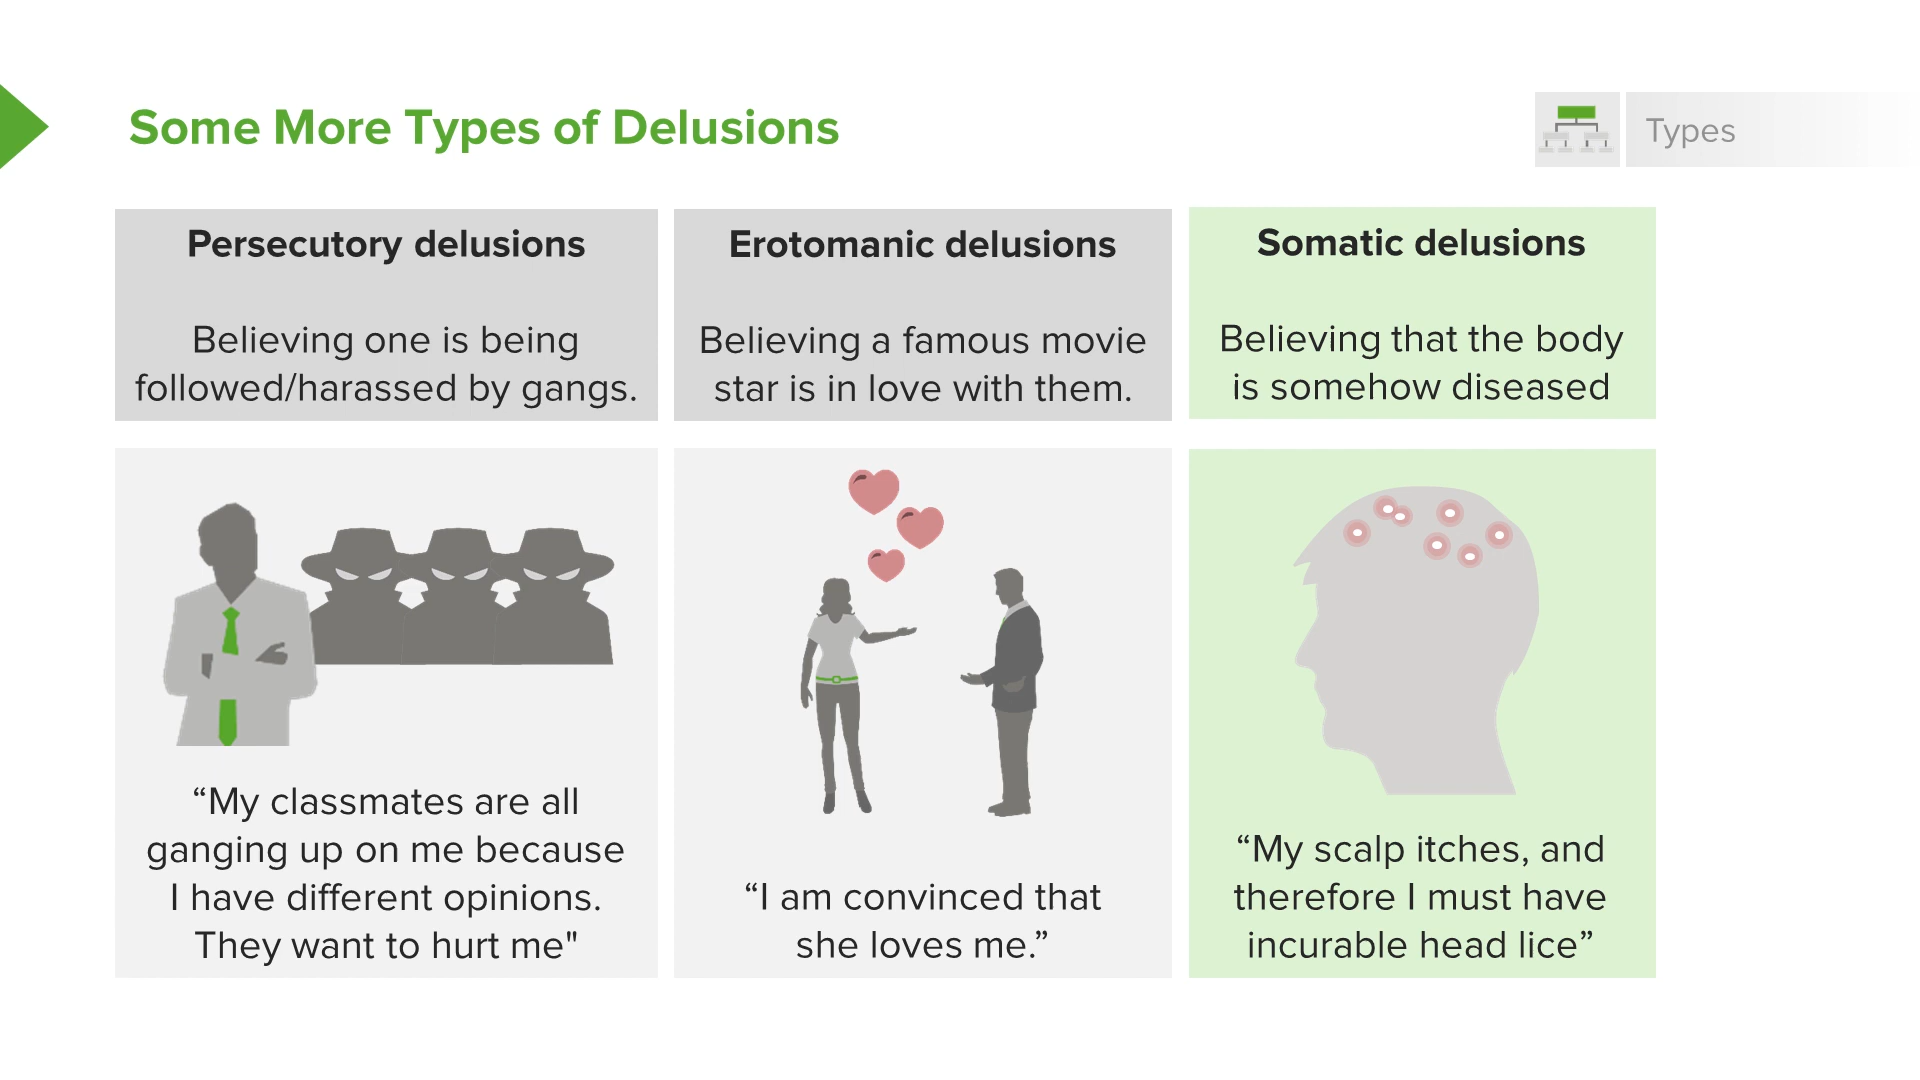 Some More Types of Delusions
Types
Persecutory delusions
Believing one is being
followed/harassed by gangs.
“My classmates are all
ganging up on me because
I have different opinions.
They want to hurt me"
Erotomanic delusions
Believing a famous movie
star is in love with them.
“I am convinced that
she loves me.”
Somatic delusions
Believing that the body
is somehow diseased
“My scalp itches, and
therefore I must have
incurable head lice”